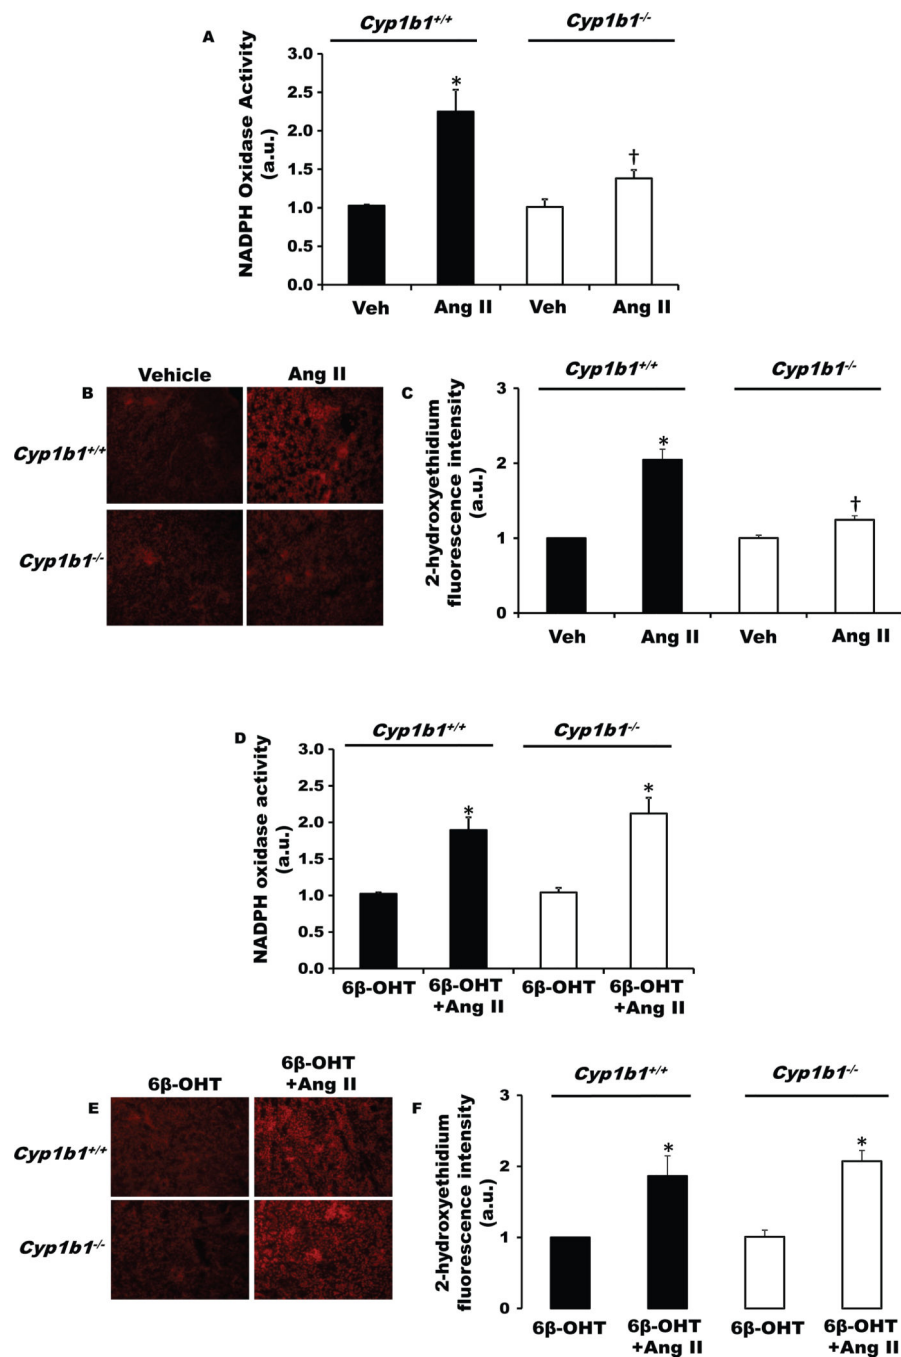 A
Cyp1b1+/+
Cyp1b1-/-
NADPH Oxidase Activity
(a.u.)
3.0
2.5
2.0
1.5
1.0
0.5
0.0
*
†
Veh
Ang II
Veh
Ang II
B
Vehicle
Ang II
Cyp1b1+/+
Cyp1b1-/-
C
Cyp1b1+/+
Cyp1b1-/-
2-hydroxyethidium
fluorescence intensity
(a.u.)
3
2
1
0
*
†
Veh
Ang II
Veh
Ang II
D
Cyp1b1+/+
Cyp1b1-/-
NADPH oxidase activity
(a.u.)
3.0
2.5
2.0
1.5
1.0
0.5
0.0
*
*
6β-OHT
6β-OHT
+Ang II
6β-OHT
6β-OHT
+Ang II
E
6β-OHT
6β-OHT
+Ang II
Cyp1b1+/+
Cyp1b1-/-
F
Cyp1b1+/+
Cyp1b1-/-
2-hydroxyethidium
fluorescence intensity
(a.u.)
3
2
1
0
*
*
6β-OHT
6β-OHT
+Ang II
6β-OHT
6β-OHT
+Ang II